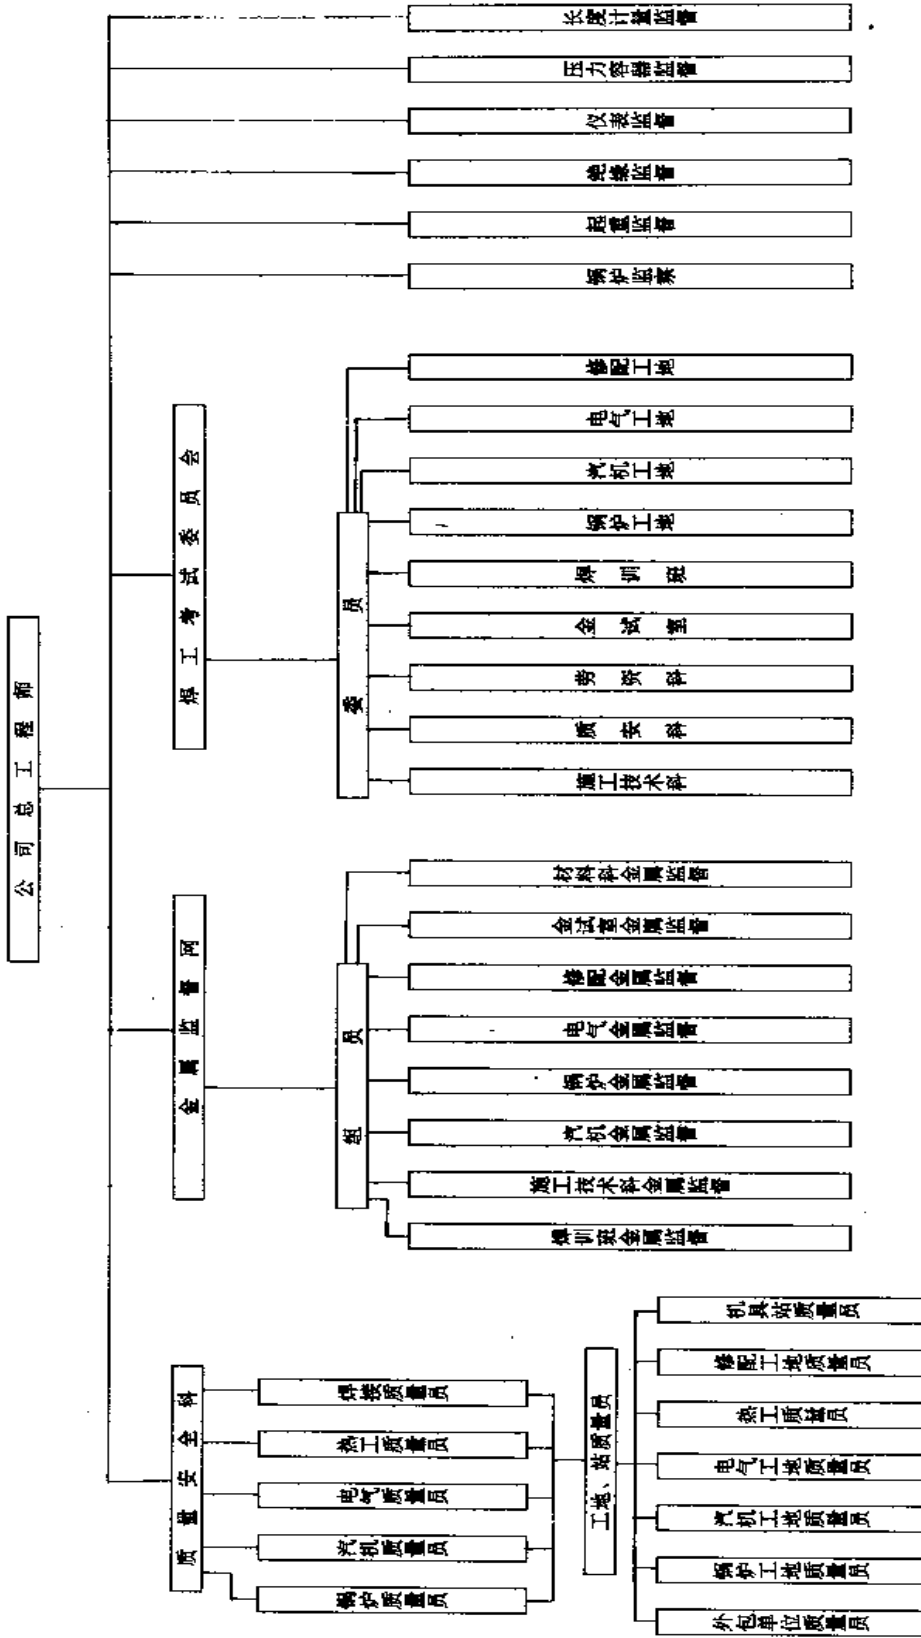 公司总工程师
质量安全科
金属监督网
焊工考试委员会
锅炉监察
起重监督
绝缘监督
仪表监督
压力容器监督
长度计量监督
锅炉质量员
汽机质量员
电气质量员
热工质量员
焊接质量员
组员
委员
焊训班金属监督
施工技术科金属监督
汽机金属监督
锅炉金属监督
电气金属监督
修配金属监督
金试室金属监督
材料科金属监督
施工技术科
质安科
劳资科
金试室
焊训班
锅炉工地
汽机工地
电气工地
修配工地
工地、站质量员
外包单位质量员
锅炉工地质量员
汽机工地质量员
电气工地质量员
热工质量员
修配工地质量员
机具站质量员